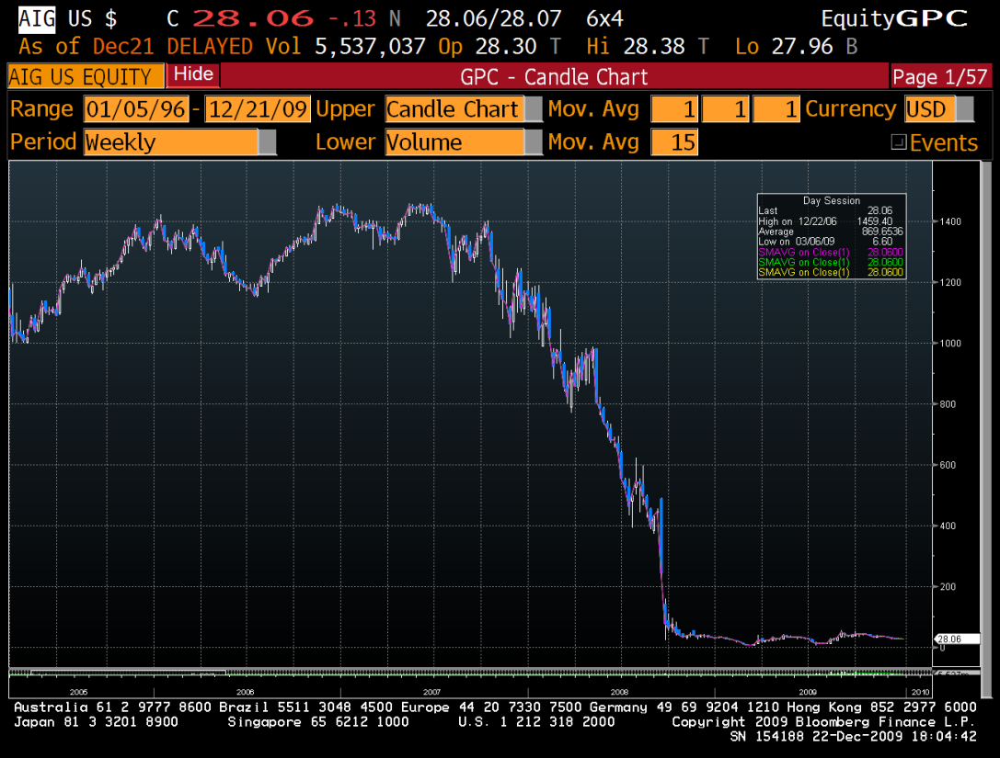 AIG US $ C 28.06 -.13 N 28.06/28.07 6x4 EquityGPC
As of Dec21 DELAYED Vol 5,537,037 Op 28.30 T Hi 28.38 T Lo 27.96 B
AIG US EQUITY Hide GPC - Candle Chart Page 1/57
Range 01/05/96 - 12/21/09 Upper Candle Chart Mov. Avg 1 1 1 Currency USD
Period Weekly Lower Volume Mov. Avg 15 Events
Day Session
Last 28.06
High on 12/22/06 1459.40
Average 869.6536
Low on 03/06/09 6.60
SMAVG on Close(1) 28.0600
SMAVG on Close(1) 28.0600
SMAVG on Close(1) 28.0600
1400
1200
1000
800
600
400
200
28.06
0
2005 2006 2007 2008 2009 2010
Australia 61 2 9777 8600 Brazil 5511 3048 4500 Europe 44 20 7330 7500 Germany 49 69 9204 1210 Hong Kong 852 2977 6000
Japan 81 3 3201 8900 Singapore 65 6212 1000 U.S. 1 212 318 2000 Copyright 2009 Bloomberg Finance L.P.
SN 154188 22-Dec-2009 18:04:42